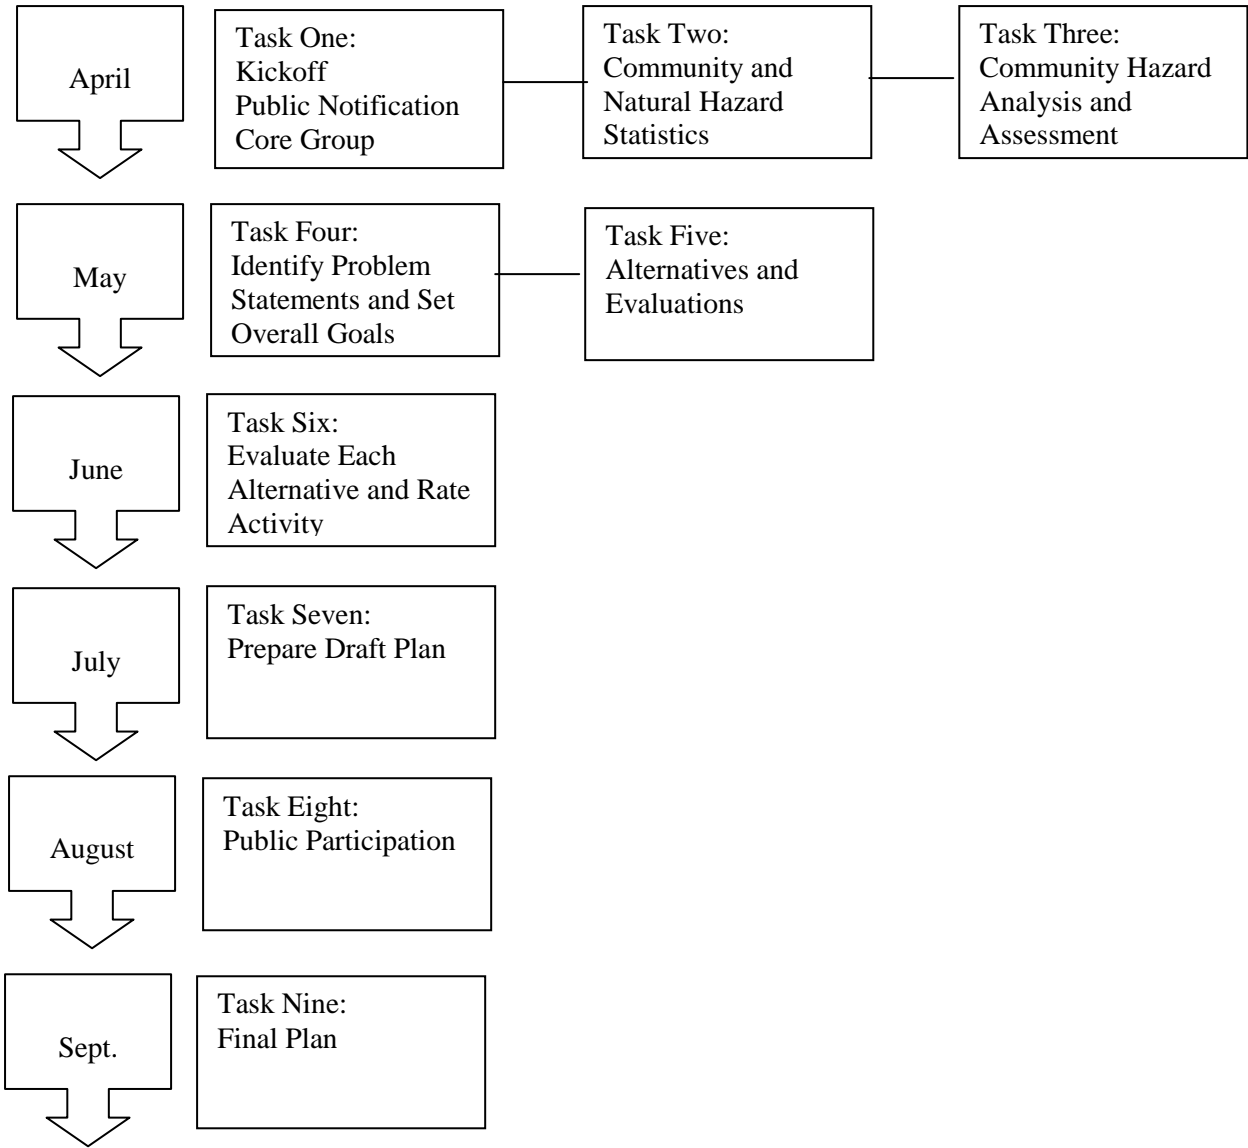 April
Task One:
Kickoff
Public Notification
Core Group
Task Two:
Community and
Natural Hazard
Statistics
Task Three:
Community Hazard
Analysis and
Assessment
May
Task Four:
Identify Problem
Statements and Set
Overall Goals
Task Five:
Alternatives and
Evaluations
June
Task Six:
Evaluate Each
Alternative and Rate
Activity
July
Task Seven:
Prepare Draft Plan
August
Task Eight:
Public Participation
Sept.
Task Nine:
Final Plan